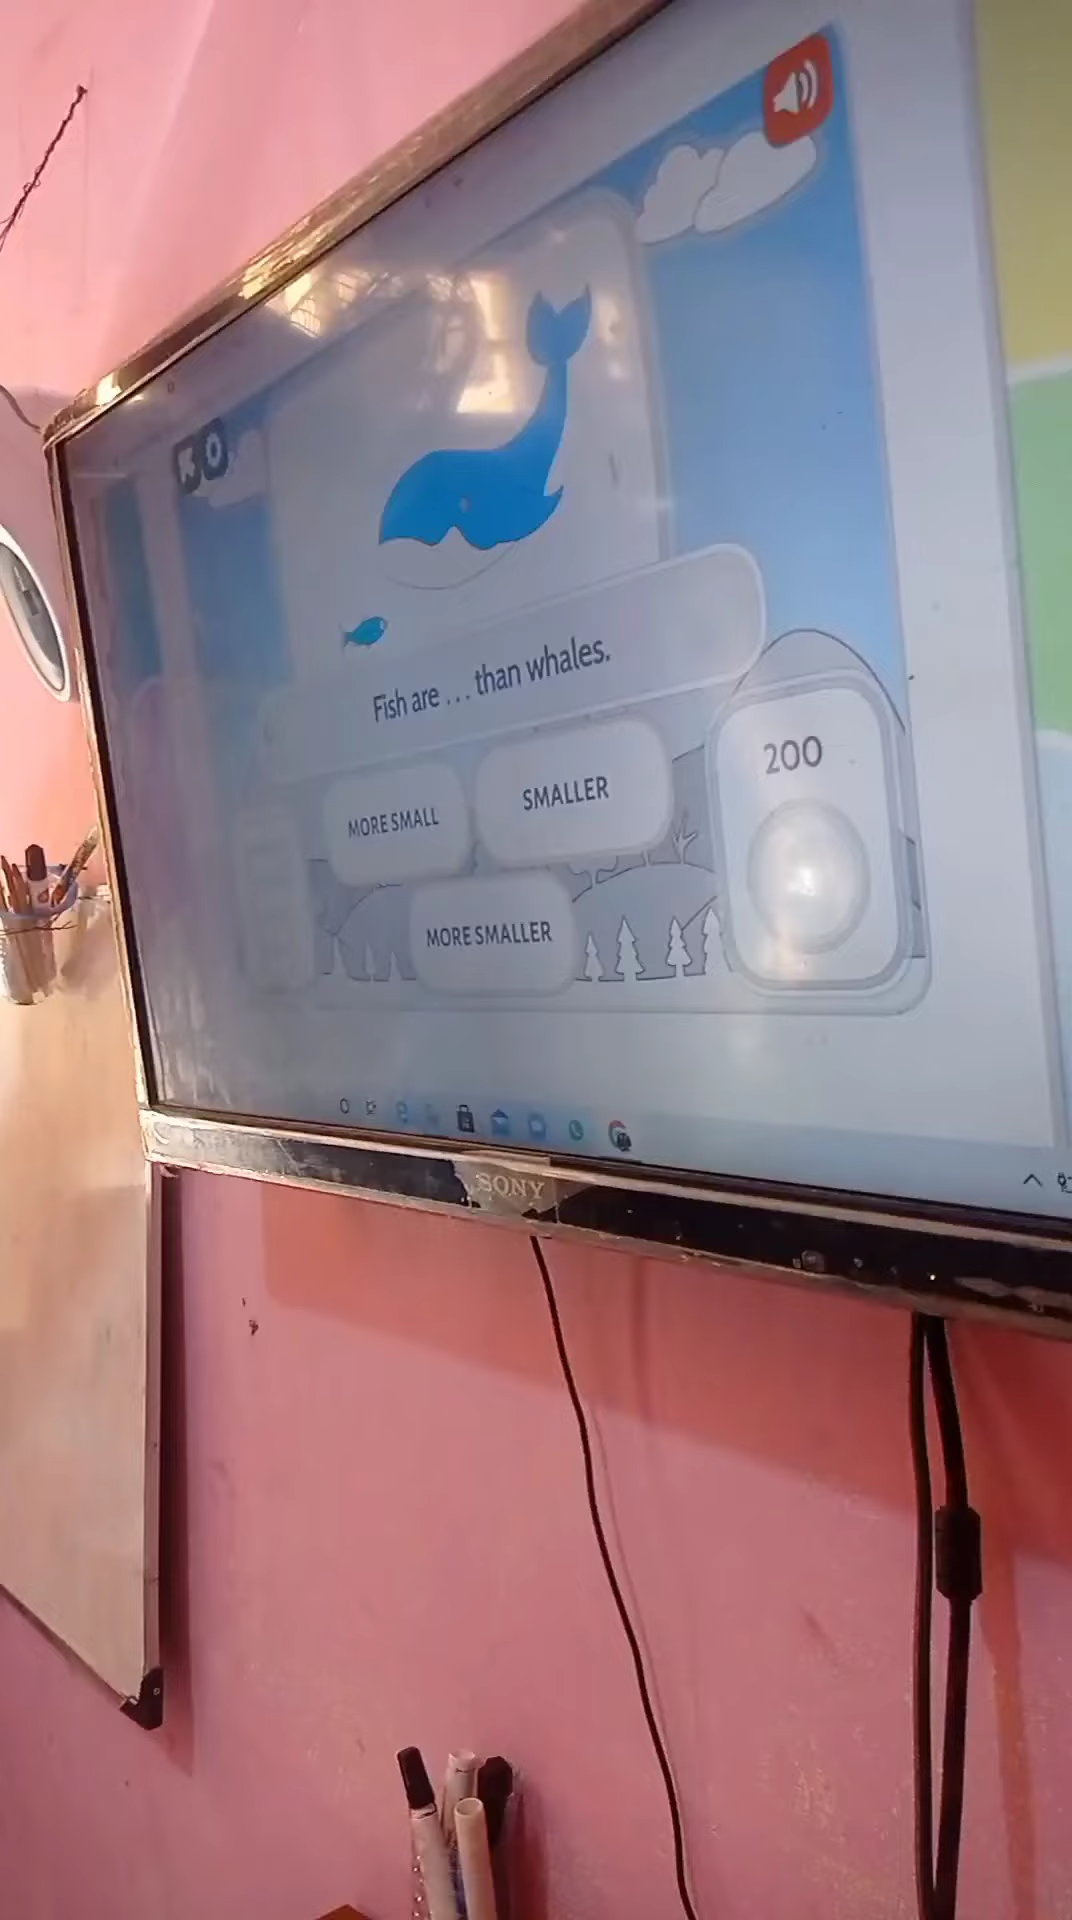 Fish are ... than whales.
MORE SMALL
SMALLER
MORE SMALLER
200
SONY